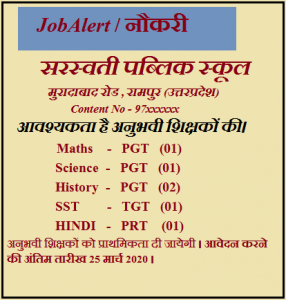 JobAlert / नौकरी
सरस्वती पब्लिक स्कूल
मुरादाबाद रोड , रामपुर (उत्तरप्रदेश)
Content No - 97xxxxxx
आवश्यकता है अनुभवी शिक्षकों की।
Maths - PGT (01)
Science - PGT (01)
History - PGT (02)
SST - TGT (01)
HINDI - PRT (01)
अनुभवी शिक्षकों को प्राथमिकता दी जायेगी । आवेदन करने
की अंतिम तारीख 25 मार्च 2020 ।